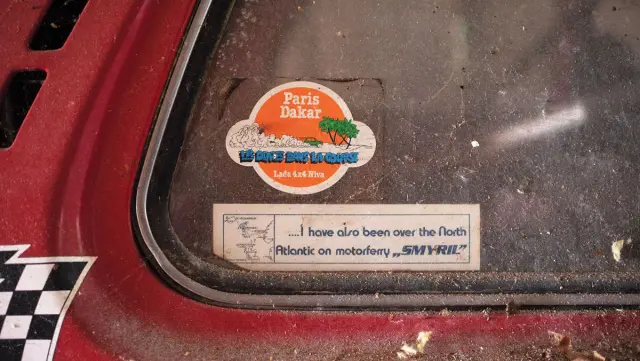 Paris
Dakar
Lada 4x4 Niva
....I have also been over the North
Atlantic on motorferry „SMYRIL"